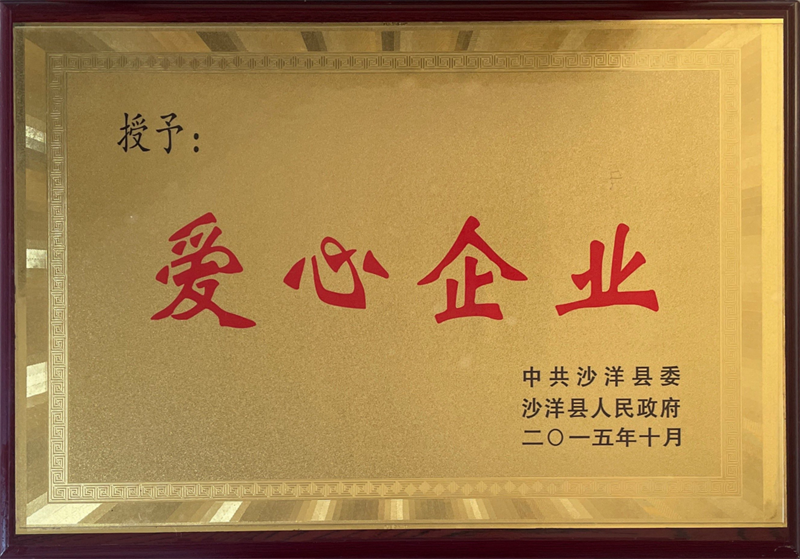 授予：
爱心企业
中共沙洋县委
沙洋县人民政府
二〇一五年十月